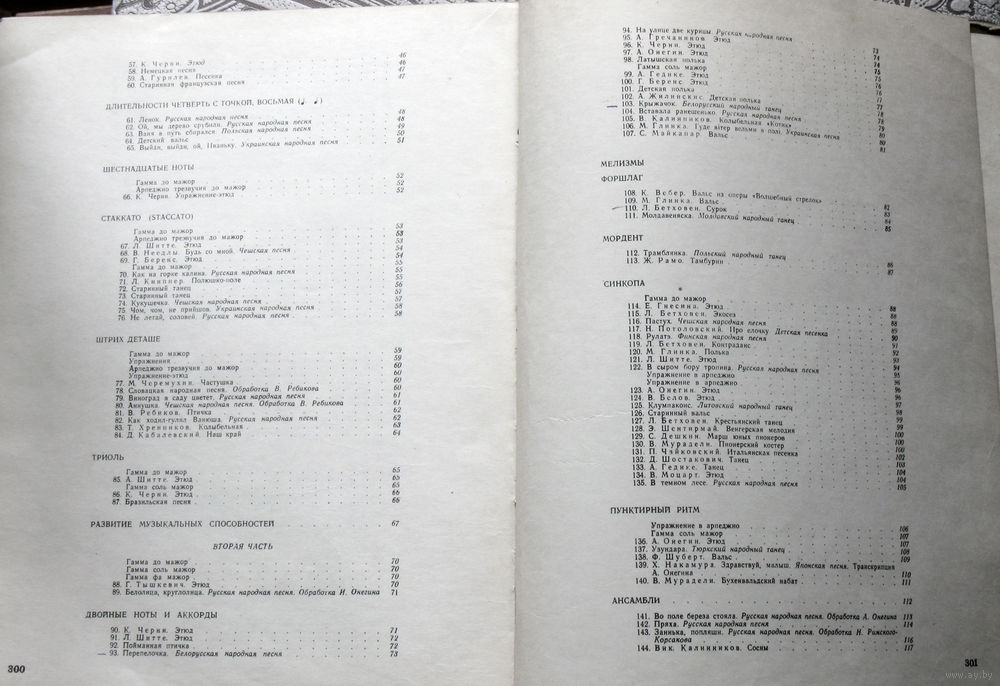 57. К. Черни. Этюд 46
58. Немецкая песня 46
59. А. Гурилев. Песенка 47
60. Старинная французская песня 47
ДЛИТЕЛЬНОСТИ ЧЕТВЕРТЬ С ТОЧКОЙ, ВОСЬМАЯ (♩. ♪)
61. Ленок. Русская народная песня 48
62. Ой, мы дерево срубили. Русская народная песня 48
63. Ваня в путь собирался. Польская народная песня 49
64. Детский вальс 50
65. Выйди, выйди, ой, Иваньку. Украинская народная песня 51
ШЕСТНАДЦАТЫЕ НОТЫ
Гамма до мажор 52
Арпеджио трезвучия до мажор 52
66. К. Черни. Упражнение-этюд 52
СТАККАТО (STACCATO)
Гамма до мажор 53
Арпеджио трезвучия до мажор 53
67. Л. Шитте. Этюд 53
68. В. Неедлы. Будь со мной. Чешская песня 54
69. Г. Беренс. Этюд 54
Гамма до мажор 55
70. Как на горке калина. Русская народная песня 55
71. Л. Книппер. Полюшко-поле 55
72. Старинный танец 56
73. Старинный танец 57
74. Кукушечка. Чешская народная песня 57
75. Чом, чом, не прийшов. Украинская народная песня 58
76. Не летай, соловей. Русская народная песня 58
ШТРИХ ДЕТАШЕ
Гамма до мажор 59
Упражнения 59
Арпеджио трезвучия до мажор 60
Упражнение-этюд 60
77. М. Черемухин. Частушка 60
78. Словацкая народная песня. Обработка В. Ребикова 60
79. Виноград в саду цветет. Русская народная песня 61
80. Аннушка. Чешская народная песня. Обработка В. Ребикова 61
81. В. Ребиков. Птичка 62
82. Как ходил-гулял Ванюша. Русская народная песня 62
83. Т. Хренников. Колыбельная 63
84. Д. Кабалевский. Наш край 64
ТРИОЛЬ
Гамма до мажор 65
85. А. Шитте. Этюд 65
Гамма соль мажор 65
86. К. Черни. Этюд 66
87. Бразильская песня 66
РАЗВИТИЕ МУЗЫКАЛЬНЫХ СПОСОБНОСТЕЙ 67
ВТОРАЯ ЧАСТЬ
Гамма до мажор 70
Гамма соль мажор 70
Гамма фа мажор 70
88. Г. Тышкевич. Этюд 70
89. Белолица, круглолица. Русская народная песня. Обработка И. Онегина 71
ДВОЙНЫЕ НОТЫ И АККОРДЫ
90. К. Черни. Этюд 71
91. Л. Шитте. Этюд 72
92. Пойманная птичка 72
93. Перепелочка. Белорусская народная песня 73
300
94. На улице две курицы. Русская народная песня 73
95. А. Гречанинов. Этюд 74
96. К. Черни. Этюд 74
97. А. Онегин. Этюд 74
98. Латышская полька 75
Гамма соль мажор 75
99. А. Гедике. Этюд 76
100. Г. Беренс. Этюд 76
101. Детская полька 77
102. А. Жилинскис. Детская полька 77
103. Крыжачок. Белорусский народный танец 78
104. Вставала ранешенько. Русская народная песня 78
105. В. Калинников. Колыбельная «Котик» 79
106. М. Глинка. Гуде вітер вельми в полі. Украинская песня 80
107. С. Майкапар. Вальс 80
81
МЕЛИЗМЫ
ФОРШЛАГ
108. К. Вебер. Вальс из оперы «Волшебный стрелок» 82
109. М. Глинка. Вальс 83
110. Л. Бетховен. Сурок 84
111. Молдавеняска. Молдавский народный танец 85
МОРДЕНТ
112. Трамблянка. Польский народный танец 86
113. Ж. Рамо. Тамбурин 87
СИНКОПА
Гамма до мажор 88
114. Е. Гнесина. Этюд 88
115. Л. Бетховен. Экосез 88
116. Пастух. Чешская народная песня 89
117. Н. Потоловский. Про елочку Детская песенка 90
118. Рулатэ. Финская народная песня 91
119. Л. Бетховен. Контраданс 92
120. М. Глинка. Полька 93
121. Л. Шитте. Этюд 94
122. В сыром бору тропина. Русская народная песня 95
Упражнение в арпеджио 96
Упражнение в арпеджио 96
123. А. Онегин. Этюд 96
124. В. Белов. Этюд 97
125. Клумпакоис. Литовский народный танец 98
126. Старинный вальс 99
127. Л. Бетховен. Крестьянский танец 99
128. Э. Шентирмай. Венгерская мелодия 100
129. С. Дешкин. Марш юных пионеров 100
130. В. Мурадели. Пионерский костер 100
131. П. Чайковский. Итальянская песенка 102
132. Д. Шостакович. Танец 103
133. А. Гедике. Танец 104
134. В. Моцарт. Этюд 104
135. В темном лесе. Русская народная песня 105
ПУНКТИРНЫЙ РИТМ
Упражнение в арпеджио 106
Гамма соль мажор 107
136. А. Онегин. Этюд 107
137. Узундара. Тюркский народный танец 108
138. Ф. Шуберт. Вальс 109
139. Х. Накамура. Здравствуй, малыш. Японская песня. Транскрипция
А. Онегина 110
140. В. Мурадели. Бухенвальдский набат 111
АНСАМБЛИ 112
141. Во поле береза стояла. Русская народная песня. Обработка А. Онегина 113
142. Пряха. Русская народная песня 114
143. Заинька, попляши. Русская народная песня. Обработка Н. Римского-
Корсакова 116
144. Вик. Калинников. Сосны 117
301
www.ay.by